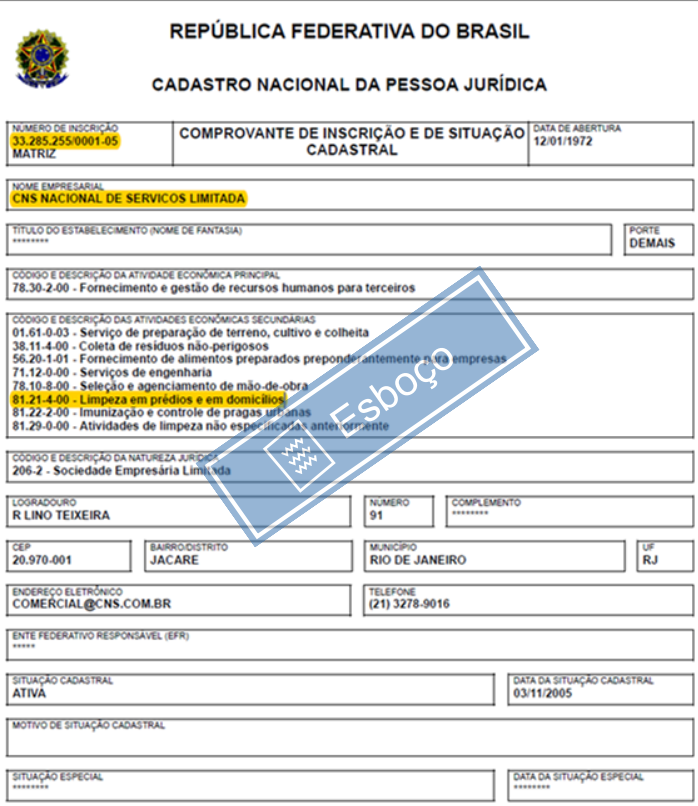 REPÚBLICA FEDERATIVA DO BRASIL
CADASTRO NACIONAL DA PESSOA JURÍDICA
NÚMERO DE INSCRIÇÃO
33.285.255/0001-05
MATRIZ
COMPROVANTE DE INSCRIÇÃO E DE SITUAÇÃO
CADASTRAL
DATA DE ABERTURA
12/01/1972
NOME EMPRESARIAL
CNS NACIONAL DE SERVICOS LIMITADA
TÍTULO DO ESTABELECIMENTO (NOME DE FANTASIA)
********
PORTE
DEMAIS
CÓDIGO E DESCRIÇÃO DA ATIVIDADE ECONÔMICA PRINCIPAL
78.30-2-00 - Fornecimento e gestão de recursos humanos para terceiros
CÓDIGO E DESCRIÇÃO DAS ATIVIDADES ECONÔMICAS SECUNDÁRIAS
01.61-0-03 - Serviço de preparação de terreno, cultivo e colheita
38.11-4-00 - Coleta de resíduos não-perigosos
56.20-1-01 - Fornecimento de alimentos preparados preponderantemente para empresas
71.12-0-00 - Serviços de engenharia
78.10-8-00 - Seleção e agenciamento de mão-de-obra
81.21-4-00 - Limpeza em prédios e em domicílios
81.22-2-00 - Imunização e controle de pragas urbanas
81.29-0-00 - Atividades de limpeza não especificadas anteriormente
Esboço
CÓDIGO E DESCRIÇÃO DA NATUREZA JURÍDICA
206-2 - Sociedade Empresária Limitada
LOGRADOURO
R LINO TEIXEIRA
NÚMERO
91
COMPLEMENTO
********
CEP
20.970-001
BAIRRO/DISTRITO
JACARE
MUNICÍPIO
RIO DE JANEIRO
UF
RJ
ENDEREÇO ELETRÔNICO
COMERCIAL@CNS.COM.BR
TELEFONE
(21) 3278-9016
ENTE FEDERATIVO RESPONSÁVEL (EFR)
*****
SITUAÇÃO CADASTRAL
ATIVA
DATA DA SITUAÇÃO CADASTRAL
03/11/2005
MOTIVO DE SITUAÇÃO CADASTRAL
SITUAÇÃO ESPECIAL
********
DATA DA SITUAÇÃO ESPECIAL
********